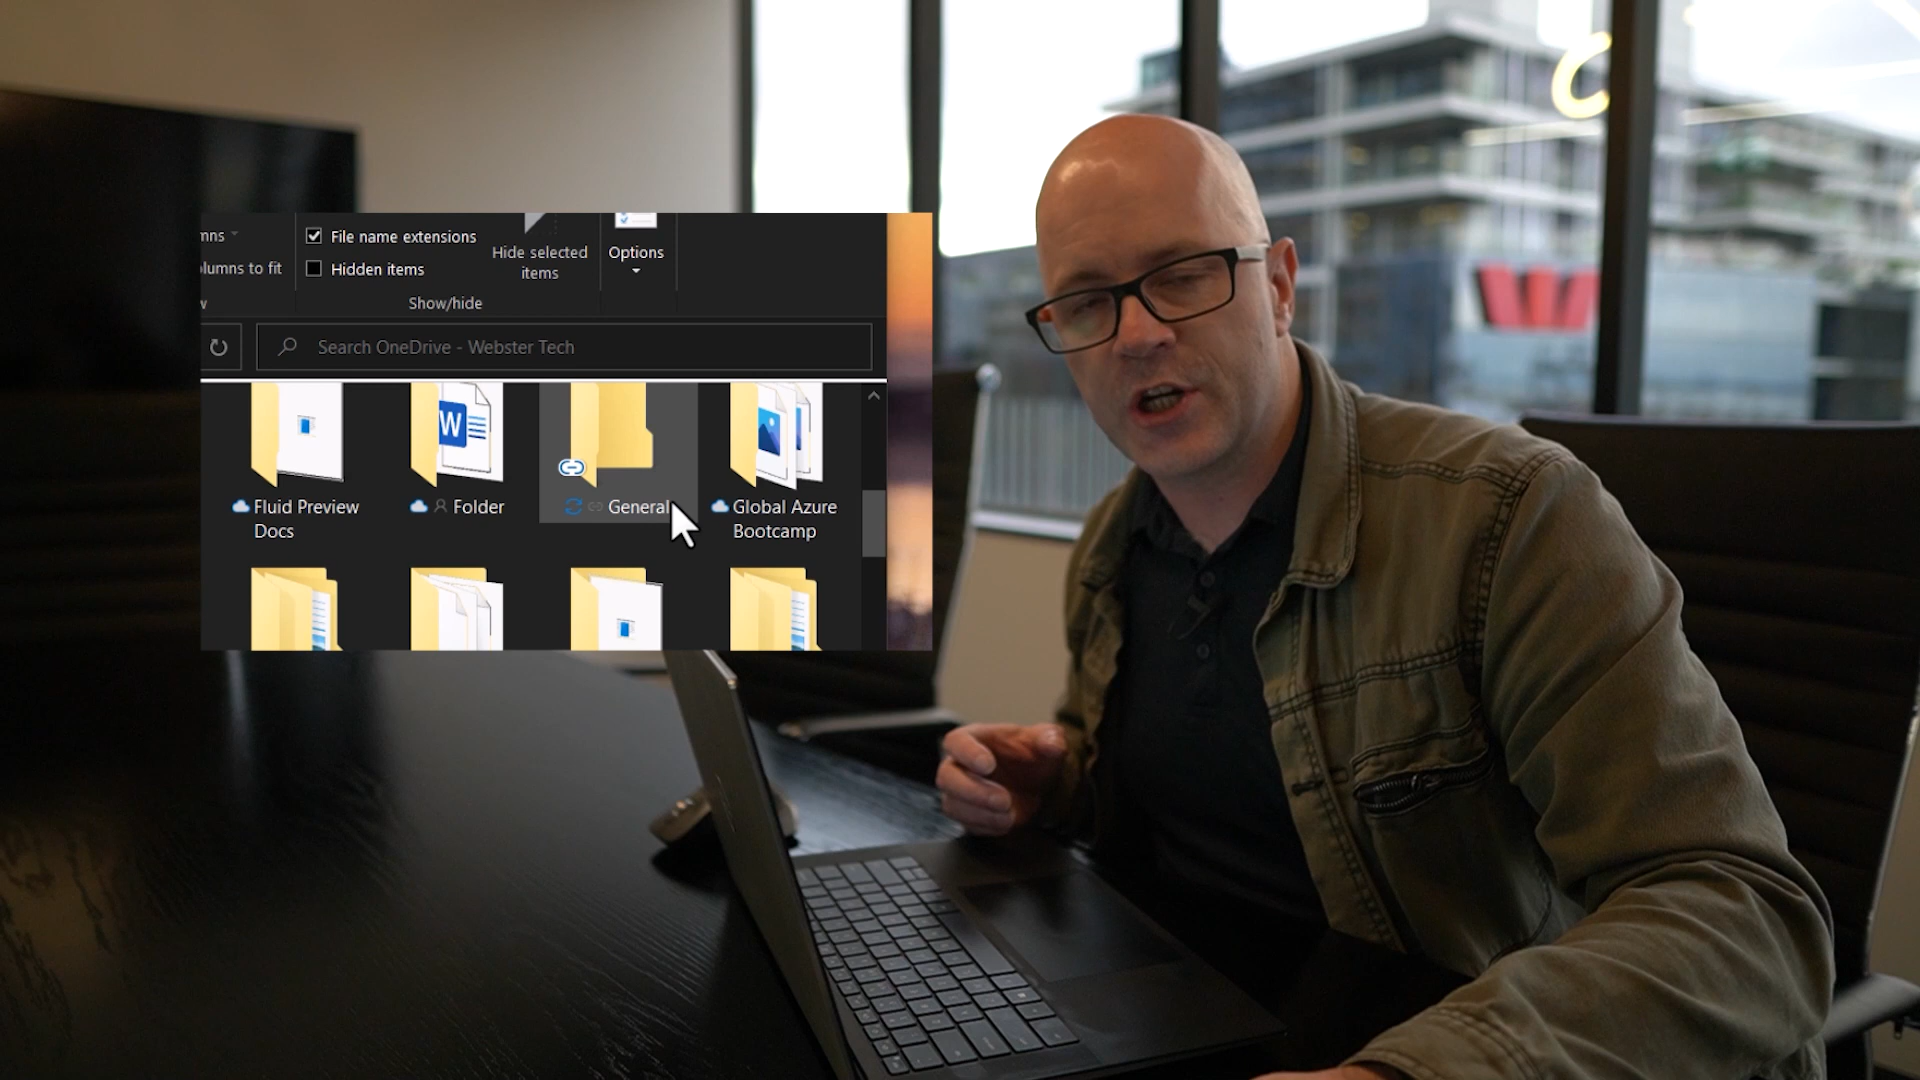 File name extensions
Hidden items
Hide selected
items
Options
lumns to fit
Show/hide
Search OneDrive - Webster Tech
W
Fluid Preview
Docs
Folder
General
Global Azure
Bootcamp